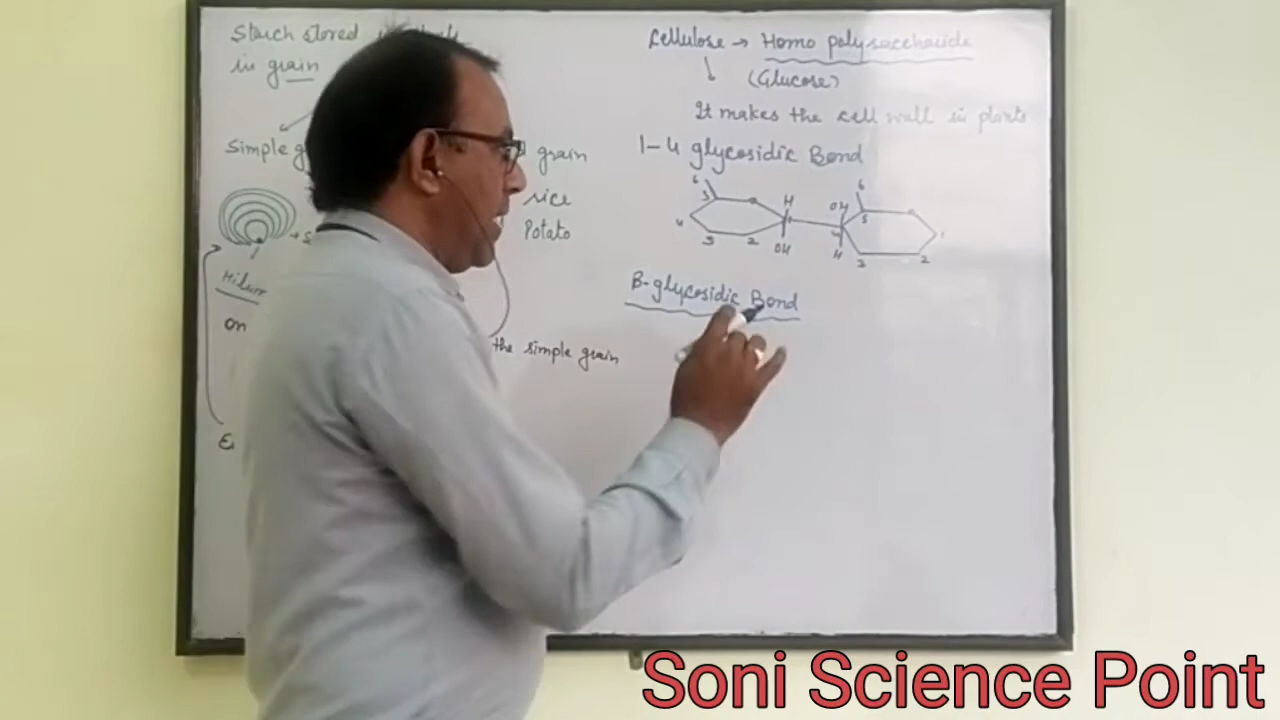 Starch stored
in grain
Simple
grain
rice
Potato
Hilum
on
the simple grain
Cellulose → Homo polysaccharide
(Glucose)
It makes the cell wall in plants
1-4 glycosidic Bond
6
5
4
3
2
H
OH
6
OH
5
1
4
H
3
2
B-glycosidic Bond
Soni Science Point